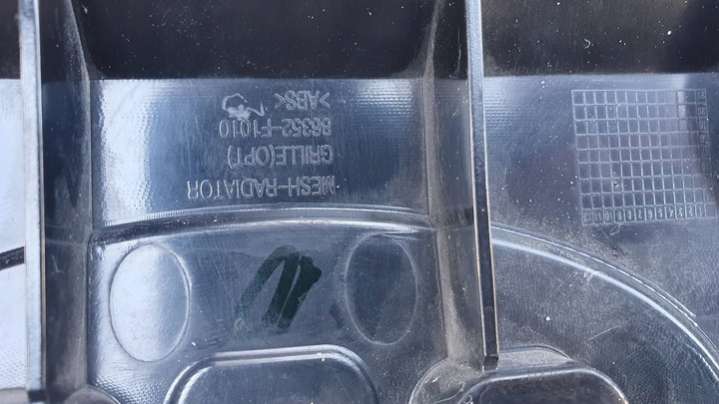 MESH-RADIATOR
GRILLE(OPT)
86352-F1010
>ABS<